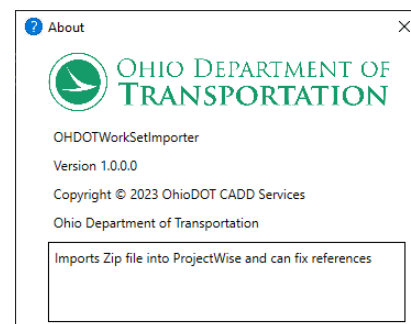 About
OHIO DEPARTMENT OF
TRANSPORTATION
OHDOTWorkSetImporter
Version 1.0.0.0
Copyright © 2023 OhioDOT CADD Services
Ohio Department of Transportation
Imports Zip file into ProjectWise and can fix references